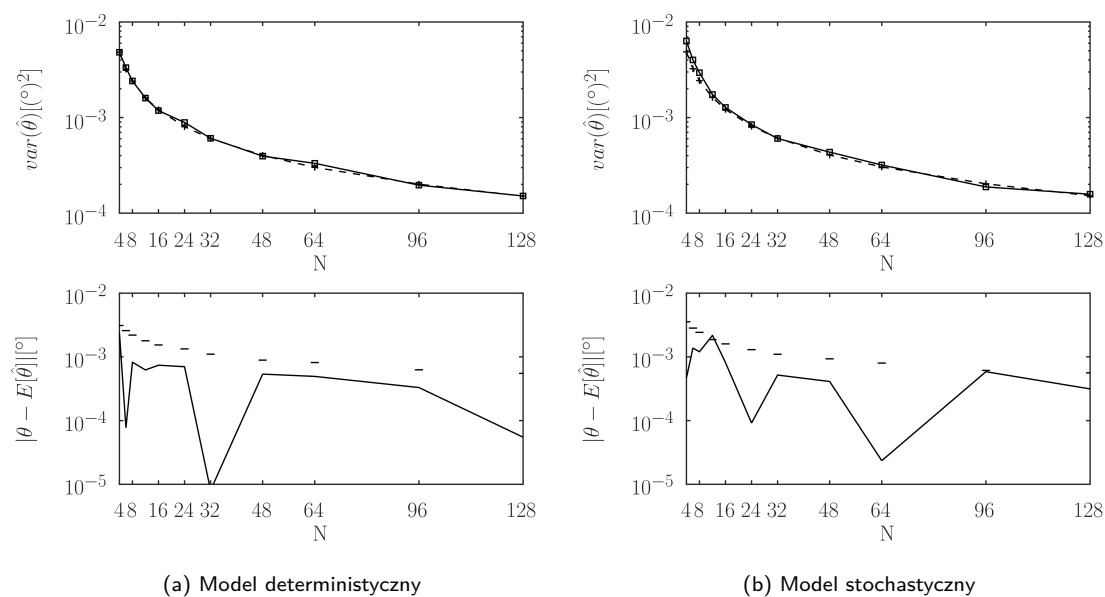 10⁻²
10⁻³
10⁻⁴
var(θ̂)[(°)²]
4 8 16 24 32 48 64 96 128
N
10⁻²
10⁻³
10⁻⁴
var(θ̂)[(°)²]
4 8 16 24 32 48 64 96 128
N
10⁻²
10⁻³
10⁻⁴
10⁻⁵
|θ − E[θ̂]|[°]
4 8 16 24 32 48 64 96 128
N
10⁻²
10⁻³
10⁻⁴
10⁻⁵
|θ − E[θ̂]|[°]
4 8 16 24 32 48 64 96 128
N
(a) Model deterministyczny
(b) Model stochastyczny